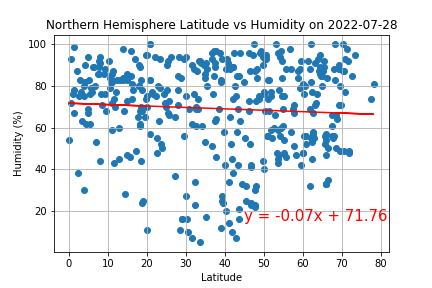 Northern Hemisphere Latitude vs Humidity on 2022-07-28
100
80
60
40
20
Humidity (%)
y = -0.07x + 71.76
0 10 20 30 40 50 60 70 80
Latitude